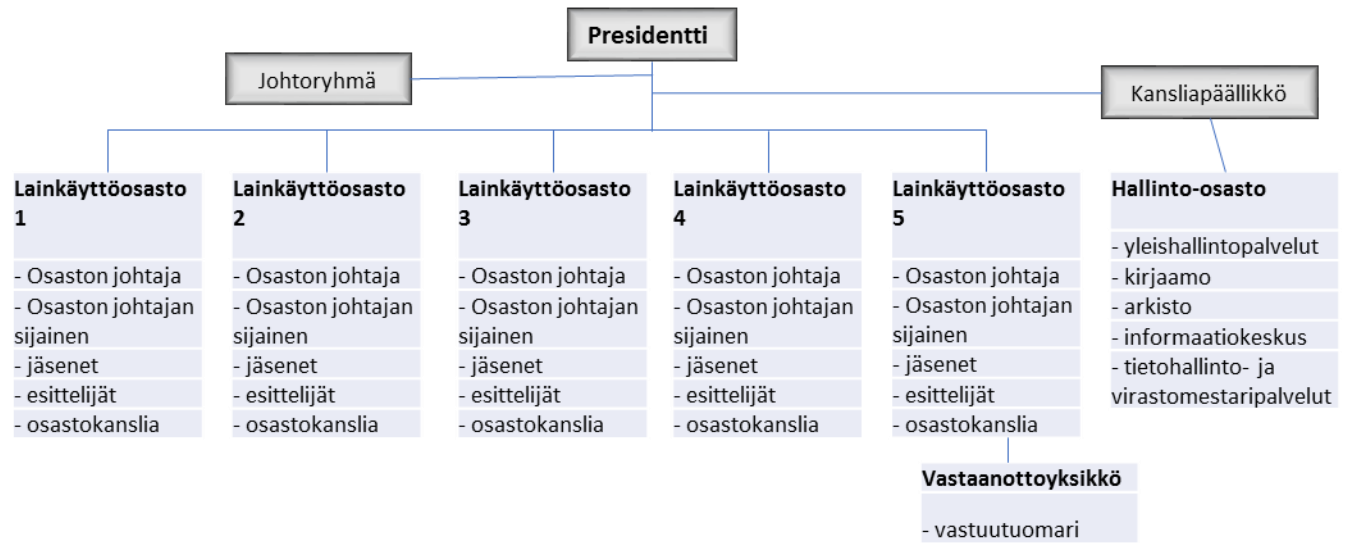 Presidentti
Johtoryhmä
Kansliapäällikkö
Lainkäyttöosasto
1
- Osaston johtaja
- Osaston johtajan
sijainen
- jäsenet
- esittelijät
- osastokanslia
Lainkäyttöosasto
2
- Osaston johtaja
- Osaston johtajan
sijainen
- jäsenet
- esittelijät
- osastokanslia
Lainkäyttöosasto
3
- Osaston johtaja
- Osaston johtajan
sijainen
- jäsenet
- esittelijät
- osastokanslia
Lainkäyttöosasto
4
- Osaston johtaja
- Osaston johtajan
sijainen
- jäsenet
- esittelijät
- osastokanslia
Lainkäyttöosasto
5
- Osaston johtaja
- Osaston johtajan
sijainen
- jäsenet
- esittelijät
- osastokanslia
Vastaanottoyksikkö
- vastuutuomari
Hallinto-osasto
- yleishallintopalvelut
- kirjaamo
- arkisto
- informaatiokeskus
- tietohallinto- ja
virastomestaripalvelut